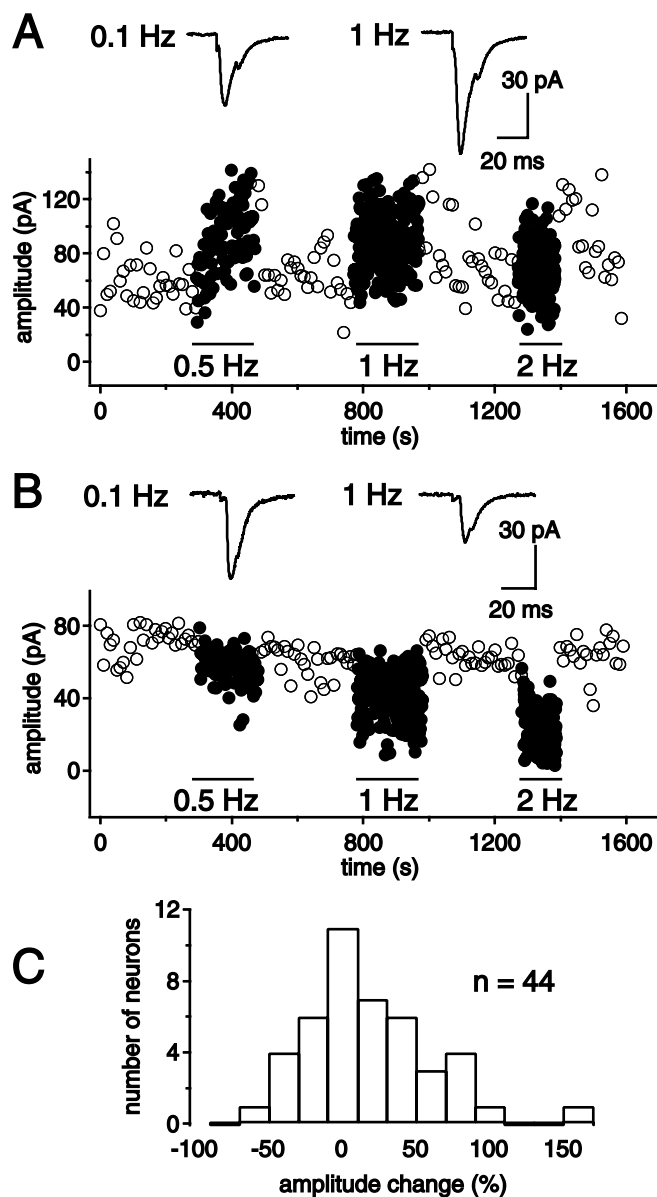 A
0.1 Hz
1 Hz
30 pA
20 ms
amplitude (pA)
120
80
40
0
0.5 Hz
1 Hz
2 Hz
0 400 800 1200 1600
time (s)
B
0.1 Hz
1 Hz
30 pA
20 ms
amplitude (pA)
80
40
0
0.5 Hz
1 Hz
2 Hz
0 400 800 1200 1600
time (s)
C
number of neurons
12
8
4
0
n = 44
-100 -50 0 50 100 150
amplitude change (%)